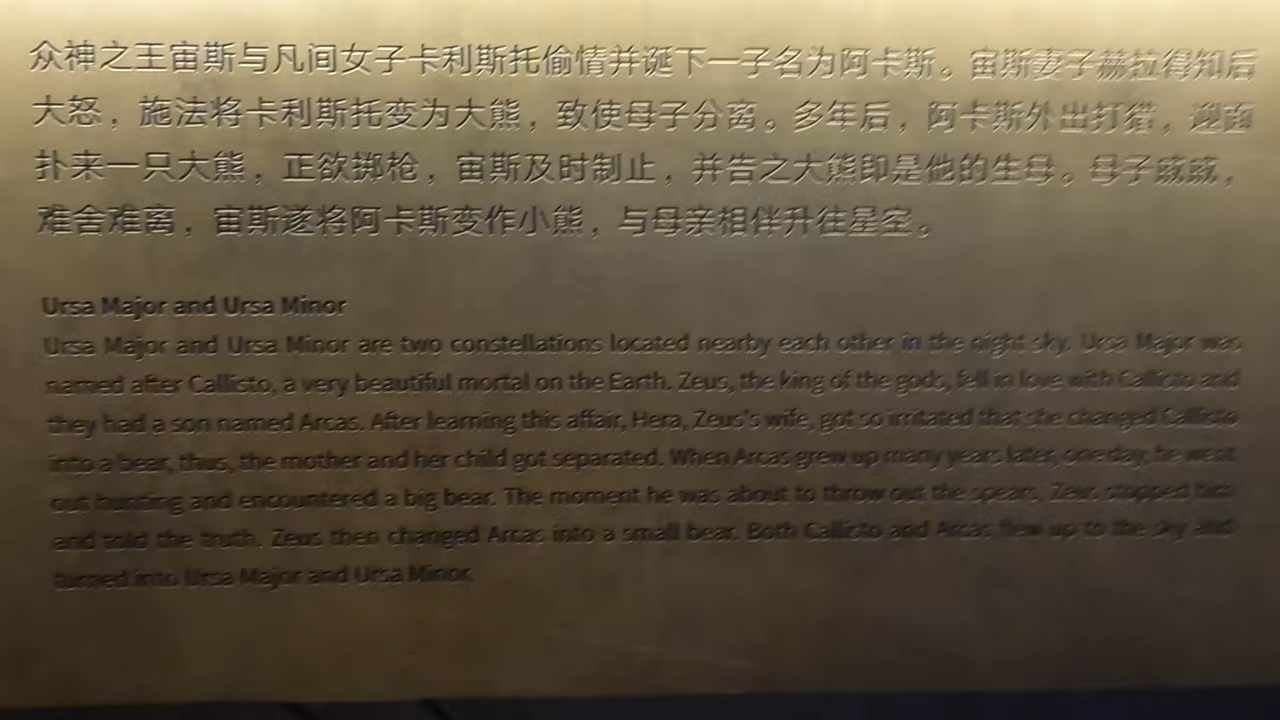 众神之王宙斯与凡间女子卡利斯托偷情并诞下一子名为阿卡斯。宙斯妻子赫拉得知后
大怒，施法将卡利斯托变为大熊，致使母子分离。多年后，阿卡斯外出打猎，迎面
扑来一只大熊，正欲掷枪，宙斯及时制止，并告之大熊即是他的生母。母子戚戚，
难舍难离，宙斯遂将阿卡斯变作小熊，与母亲相伴升往星空。
Ursa Major and Ursa Minor
Ursa Major and Ursa Minor are two constellations located nearby each other in the night sky. Ursa Major was
named after Callisto, a very beautiful mortal on the Earth. Zeus, the king of the gods, fell in love with Callisto and
they had a son named Arcas. After learning this affair, Hera, Zeus's wife, got so irritated that she changed Callisto
into a bear, thus, the mother and her child got separated. When Arcas grew up many years later, one day, he went
out hunting and encountered a big bear. The moment he was about to throw out the spears, Zeus stopped him
and told the truth. Zeus then changed Arcas into a small bear. Both Callisto and Arcas flew up to the sky and
turned into Ursa Major and Ursa Minor.